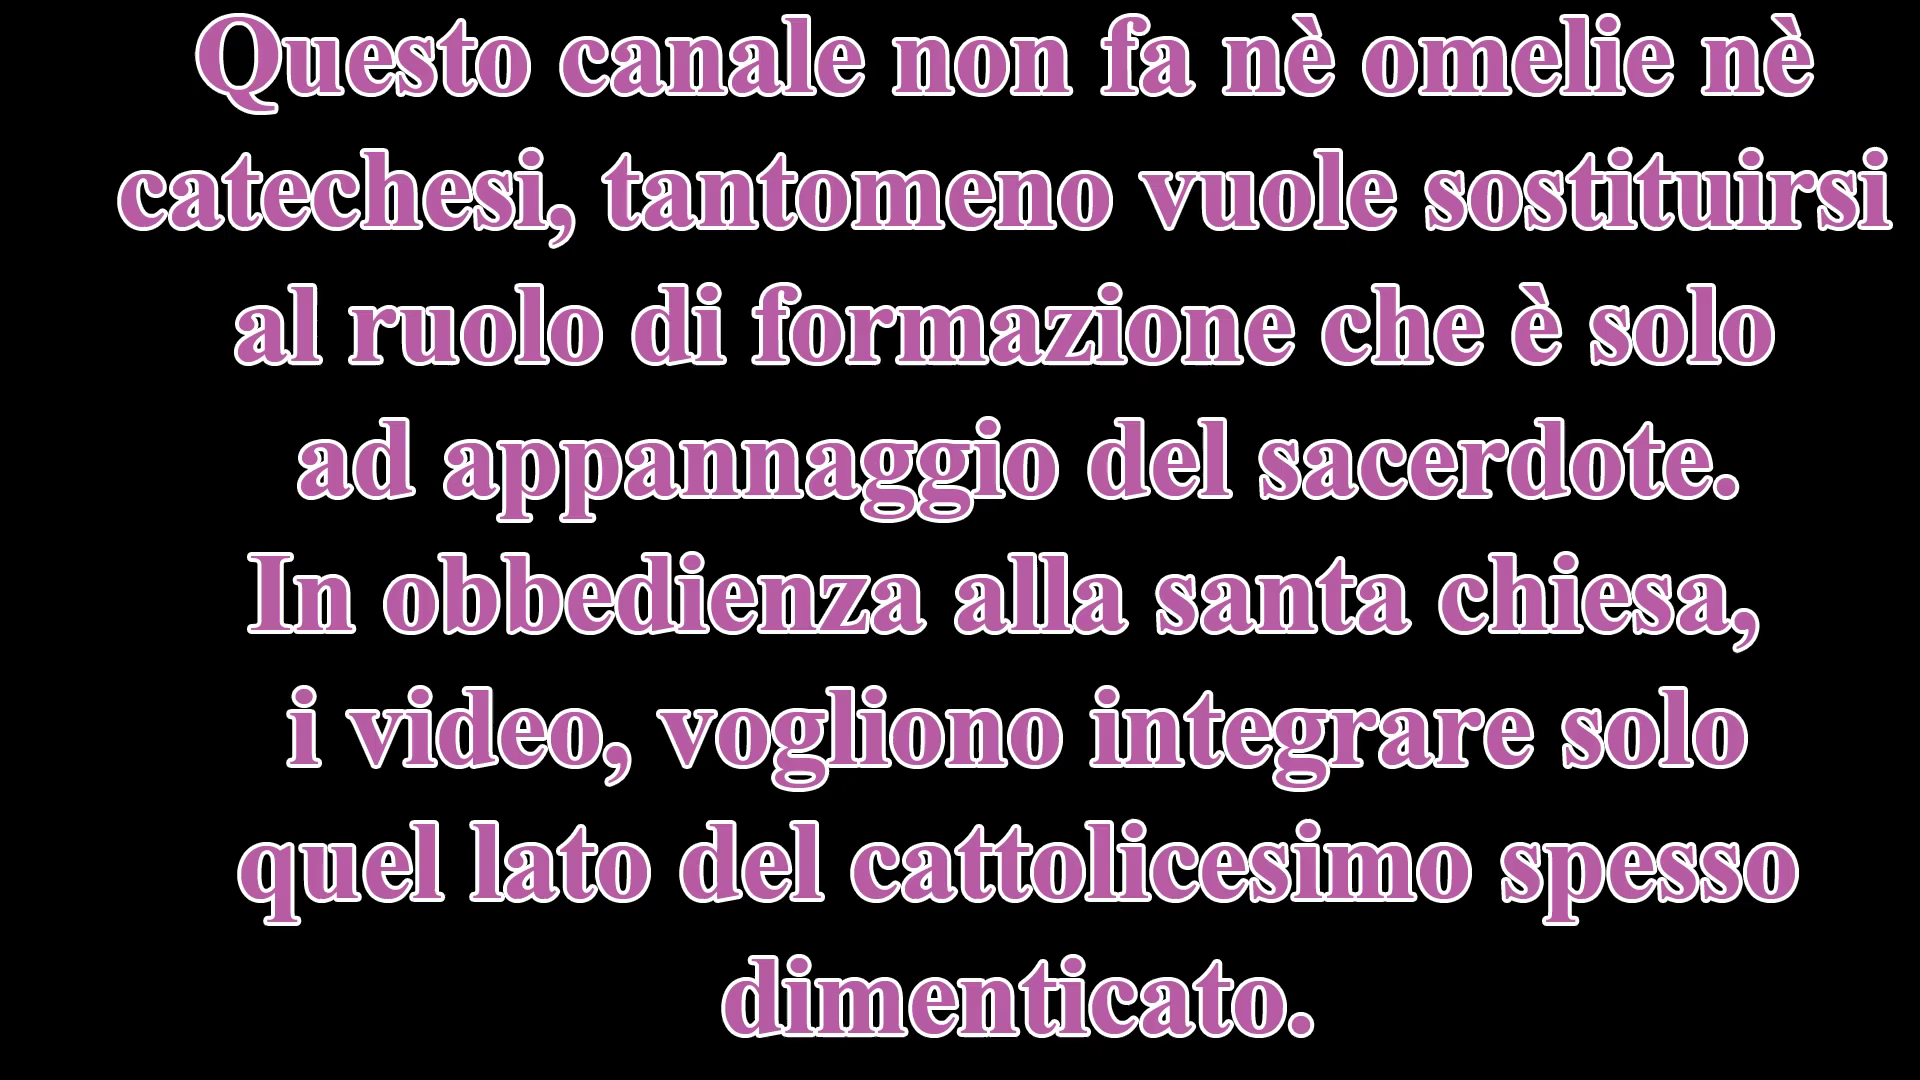 Questo canale non fa nè omelie nè
catechesi, tantomeno vuole sostituirsi
al ruolo di formazione che è solo
ad appannaggio del sacerdote.
In obbedienza alla santa chiesa,
i video, vogliono integrare solo
quel lato del cattolicesimo spesso
dimenticato.